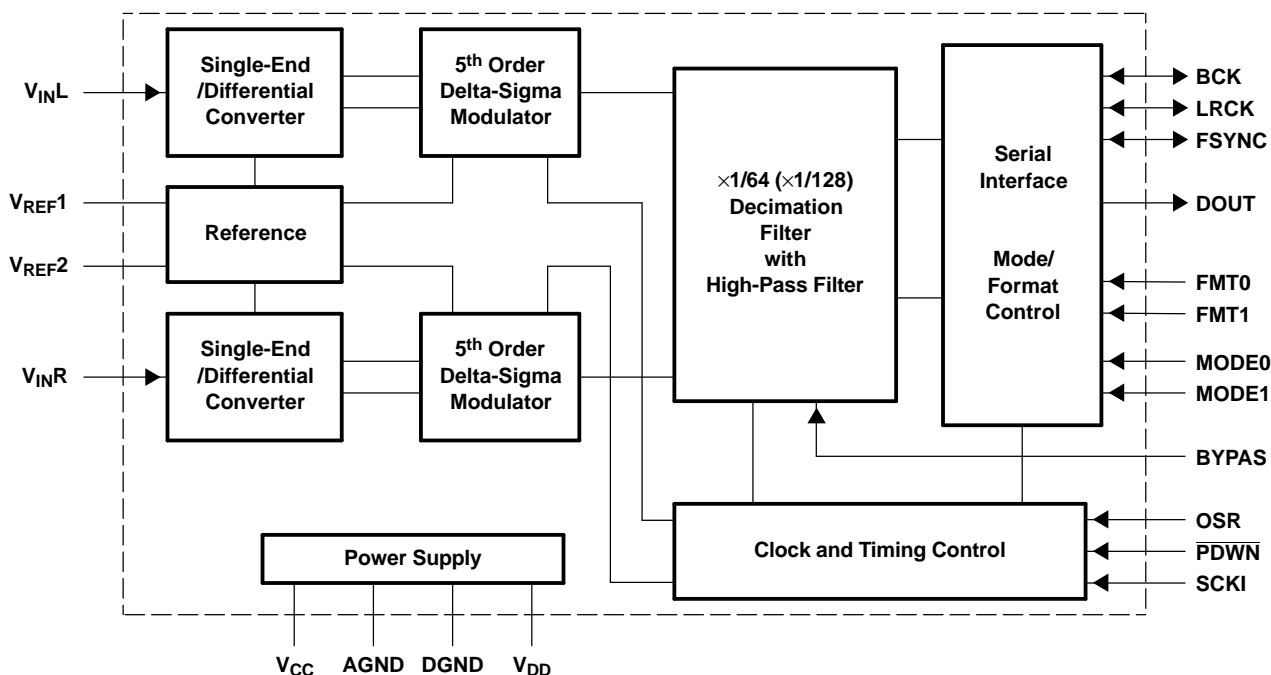 Single-End
/Differential
Converter
5th Order
Delta-Sigma
Modulator
VINL
VREF1
Reference
VREF2
Single-End
/Differential
Converter
5th Order
Delta-Sigma
Modulator
VINR
×1/64 (×1/128)
Decimation
Filter
with
High-Pass Filter
Serial
Interface
Mode/
Format
Control
BCK
LRCK
FSYNC
DOUT
FMT0
FMT1
MODE0
MODE1
BYPAS
Clock and Timing Control
OSR
PDWN
SCKI
Power Supply
VCC
AGND
DGND
VDD